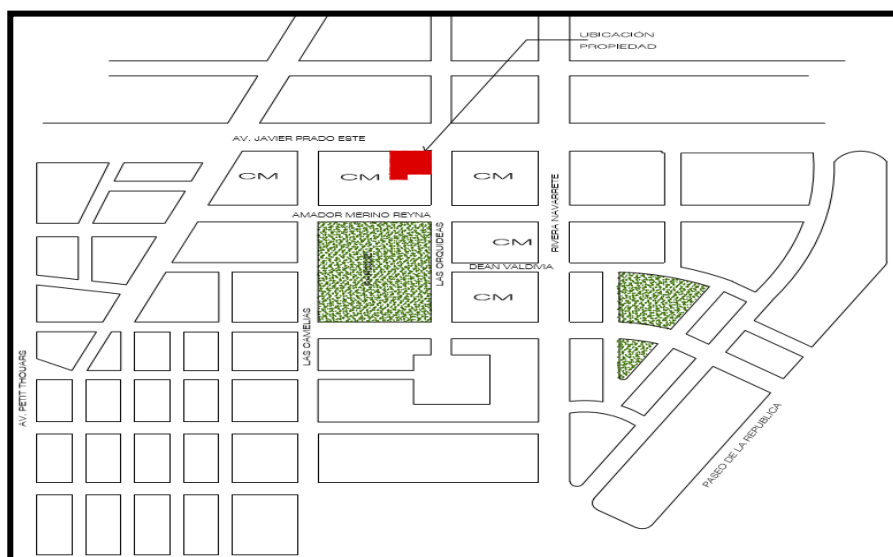 UBICACIÓN
PROPIEDAD
AV. JAVIER PRADO ESTE
CM
CM
CM
AMADOR MERINO REYNA
CM
DEAN VALDIVIA
CM
LAS ORQUIDEAS
RIVERA NAVARRETE
LAS CAMELIAS
AV. PETIT THOUARS
PASEO DE LA REPUBLICA